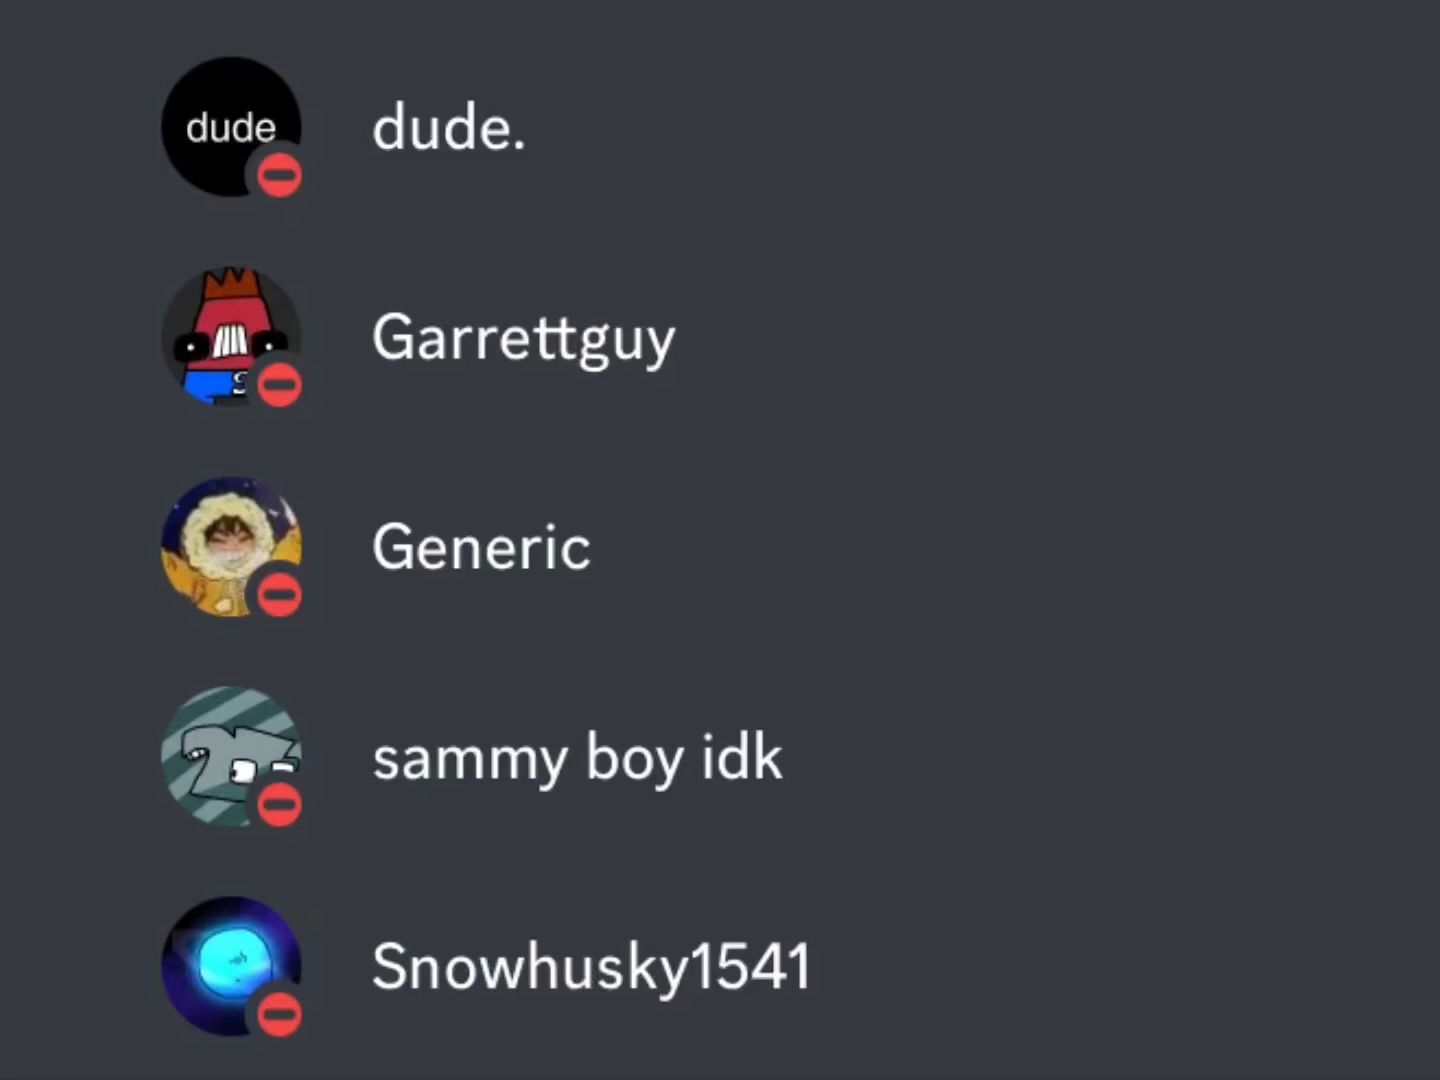 dude
dude.
Garrettguy
Generic
sammy boy idk
Snowhusky1541